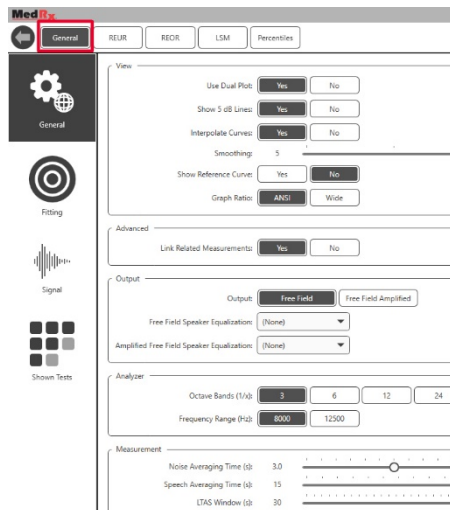 MedRx
General REUR REOR LSM Percentiles
General
Fitting
Signal
Shown Tests
View
Use Dual Plot: Yes No
Show 5 dB Lines: Yes No
Interpolate Curves: Yes No
Smoothing: 5
Show Reference Curve: Yes No
Graph Ratio: ANSI Wide
Advanced
Link Related Measurements: Yes No
Output
Output: Free Field Free Field Amplified
Free Field Speaker Equalization: (None)
Amplified Free Field Speaker Equalization: (None)
Analyzer
Octave Bands (1/x): 3 6 12 24
Frequency Range (Hz): 8000 12500
Measurement
Noise Averaging Time (s): 3.0
Speech Averaging Time (s): 15
LTAS Window (s): 30